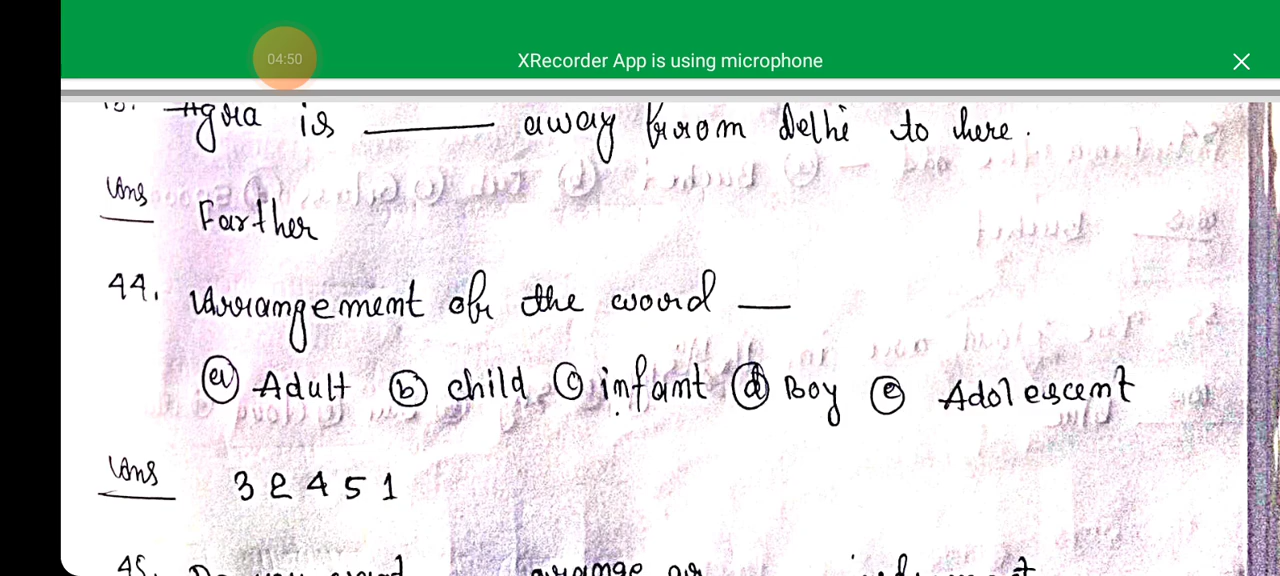 04:50
XRecorder App is using microphone
Agra is ——— away from Delhi to here.
Ans
Farther
44. Arrangement of the word —
(a) Adult (b) child (c) infant (d) Boy (e) Adolescent
Ans 3 2 4 5 1
45.